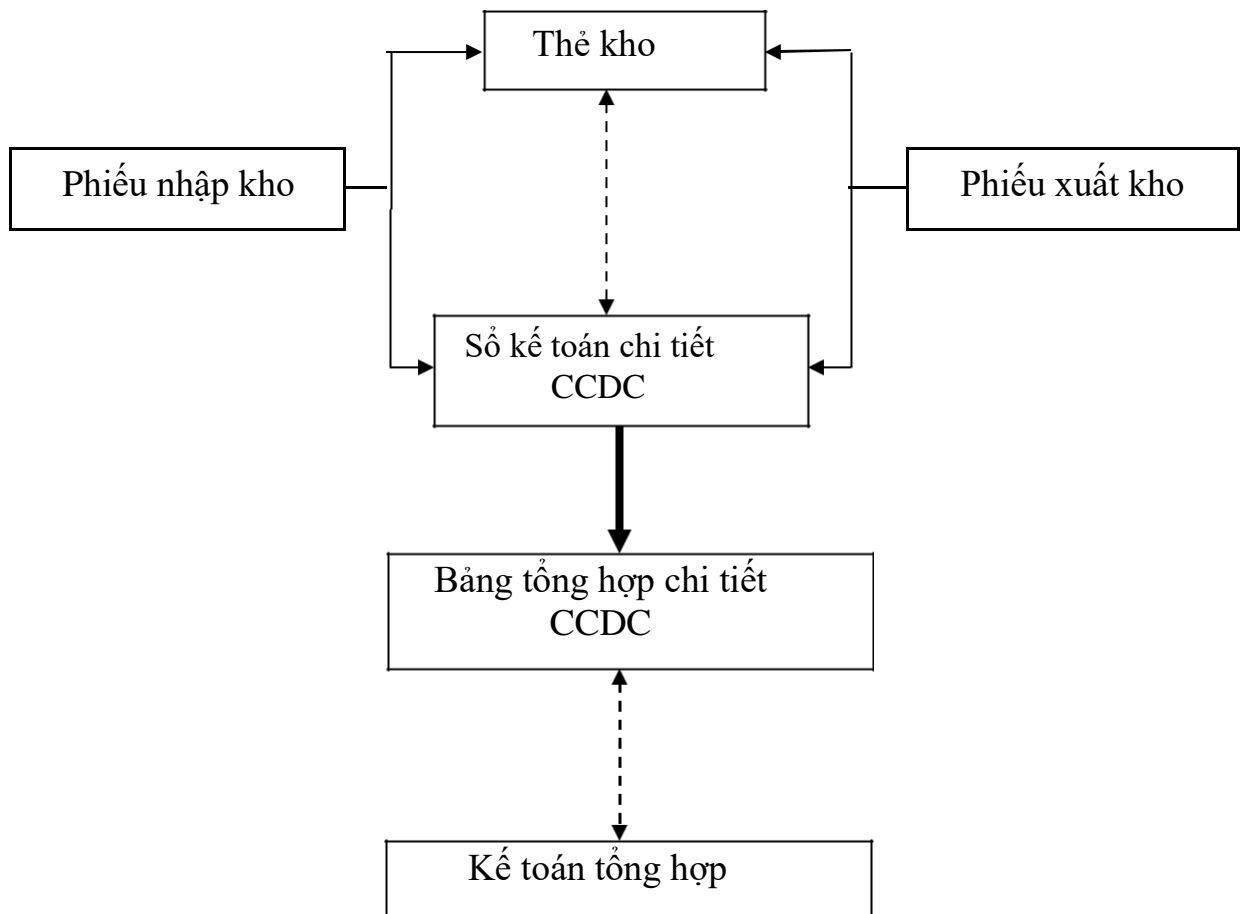 Thẻ kho
Phiếu nhập kho
Phiếu xuất kho
Sổ kế toán chi tiết
CCDC
Bảng tổng hợp chi tiết
CCDC
Kế toán tổng hợp